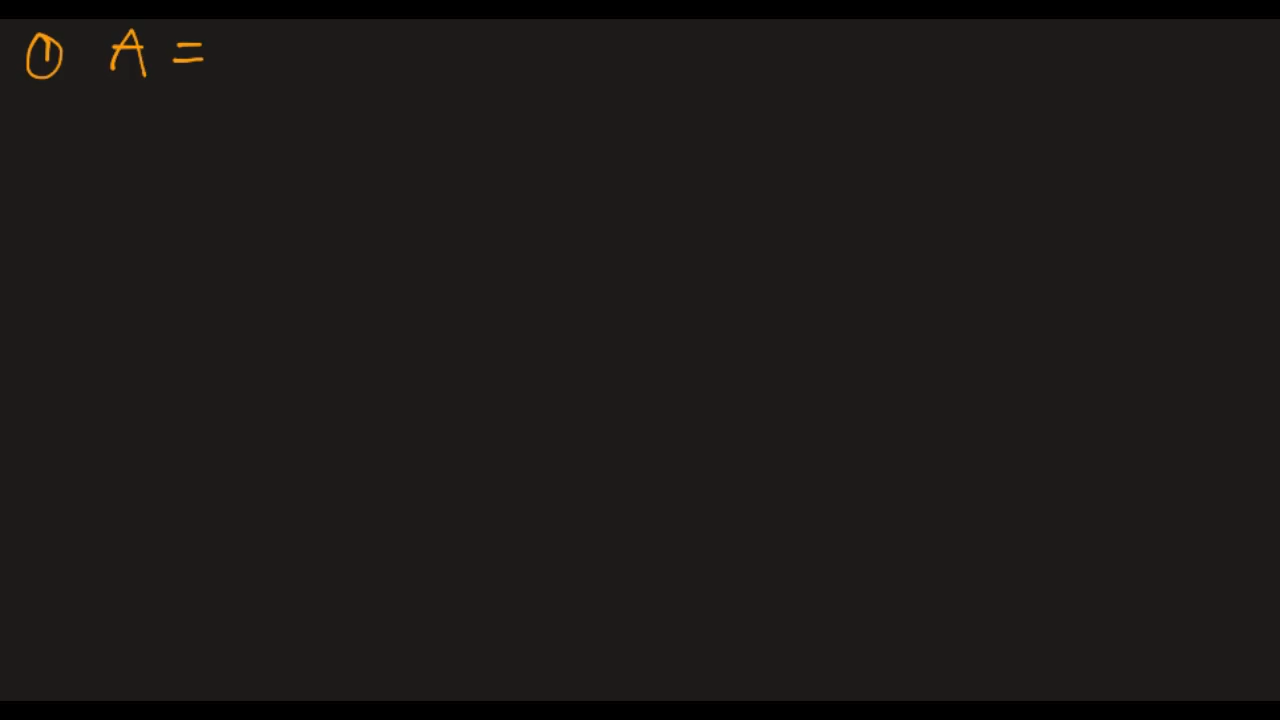 ① A =